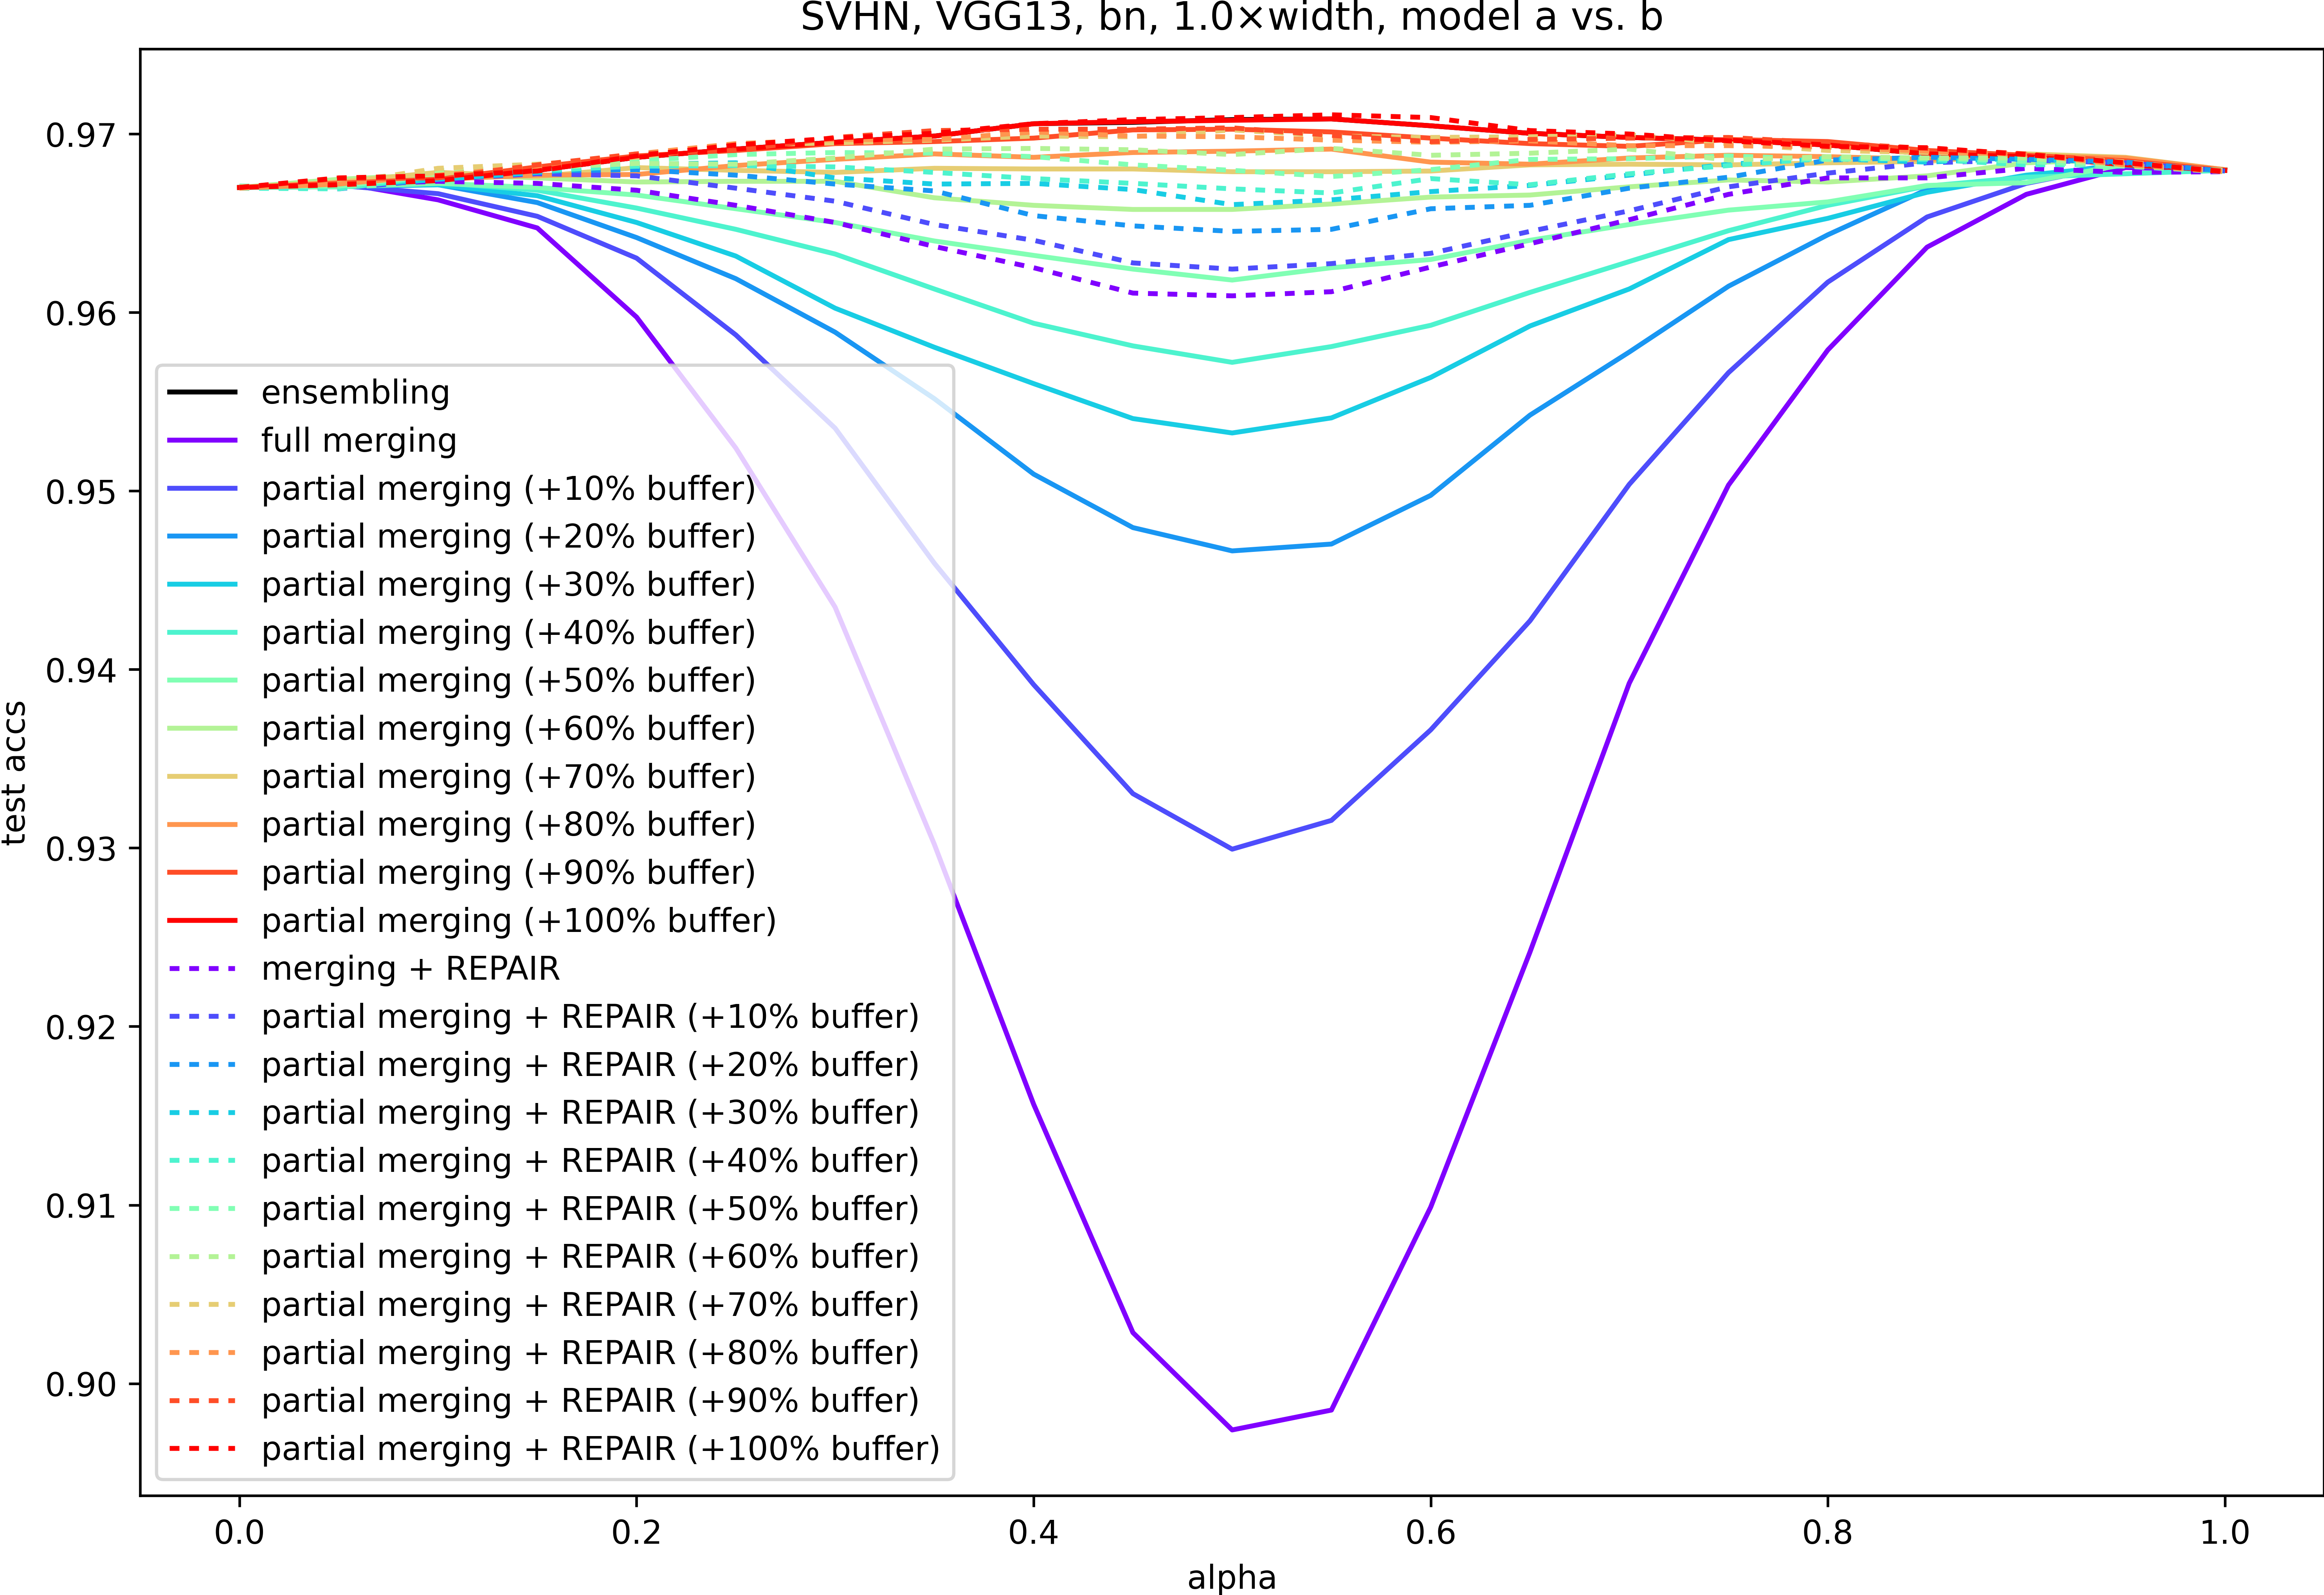 SVHN, VGG13, bn, 1.0×width, model a vs. b
0.97
0.96
0.95
0.94
0.93
0.92
0.91
0.90
test accs
ensembling
full merging
partial merging (+10% buffer)
partial merging (+20% buffer)
partial merging (+30% buffer)
partial merging (+40% buffer)
partial merging (+50% buffer)
partial merging (+60% buffer)
partial merging (+70% buffer)
partial merging (+80% buffer)
partial merging (+90% buffer)
partial merging (+100% buffer)
merging + REPAIR
partial merging + REPAIR (+10% buffer)
partial merging + REPAIR (+20% buffer)
partial merging + REPAIR (+30% buffer)
partial merging + REPAIR (+40% buffer)
partial merging + REPAIR (+50% buffer)
partial merging + REPAIR (+60% buffer)
partial merging + REPAIR (+70% buffer)
partial merging + REPAIR (+80% buffer)
partial merging + REPAIR (+90% buffer)
partial merging + REPAIR (+100% buffer)
0.0 0.2 0.4 0.6 0.8 1.0
alpha